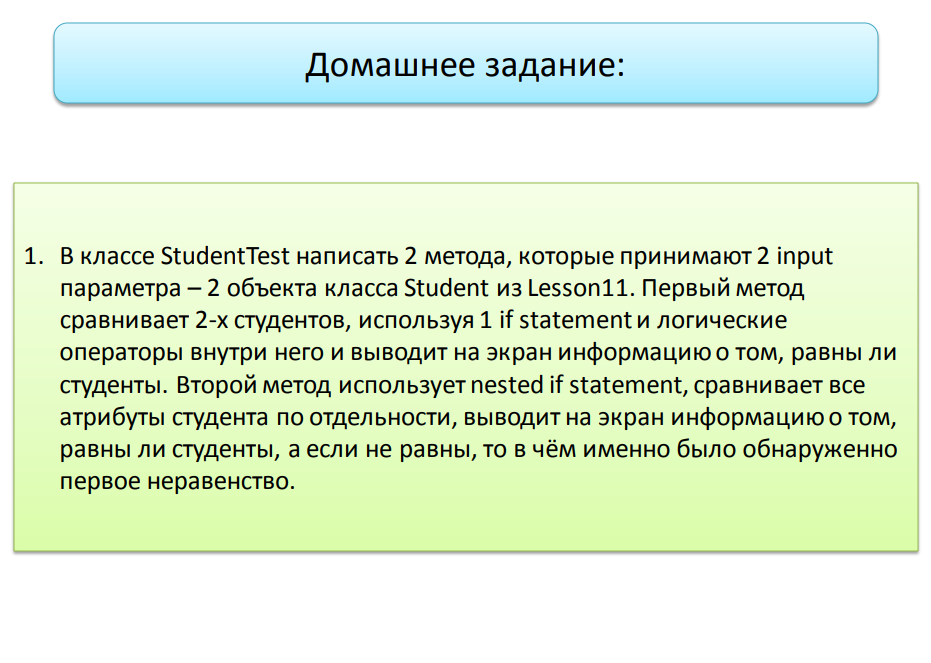 Домашнее задание:
1. В классе StudentTest написать 2 метода, которые принимают 2 input
параметра – 2 объекта класса Student из Lesson11. Первый метод
сравнивает 2-х студентов, используя 1 if statement и логические
операторы внутри него и выводит на экран информацию о том, равны ли
студенты. Второй метод использует nested if statement, сравнивает все
атрибуты студента по отдельности, выводит на экран информацию о том,
равны ли студенты, а если не равны, то в чём именно было обнаруженно
первое неравенство.